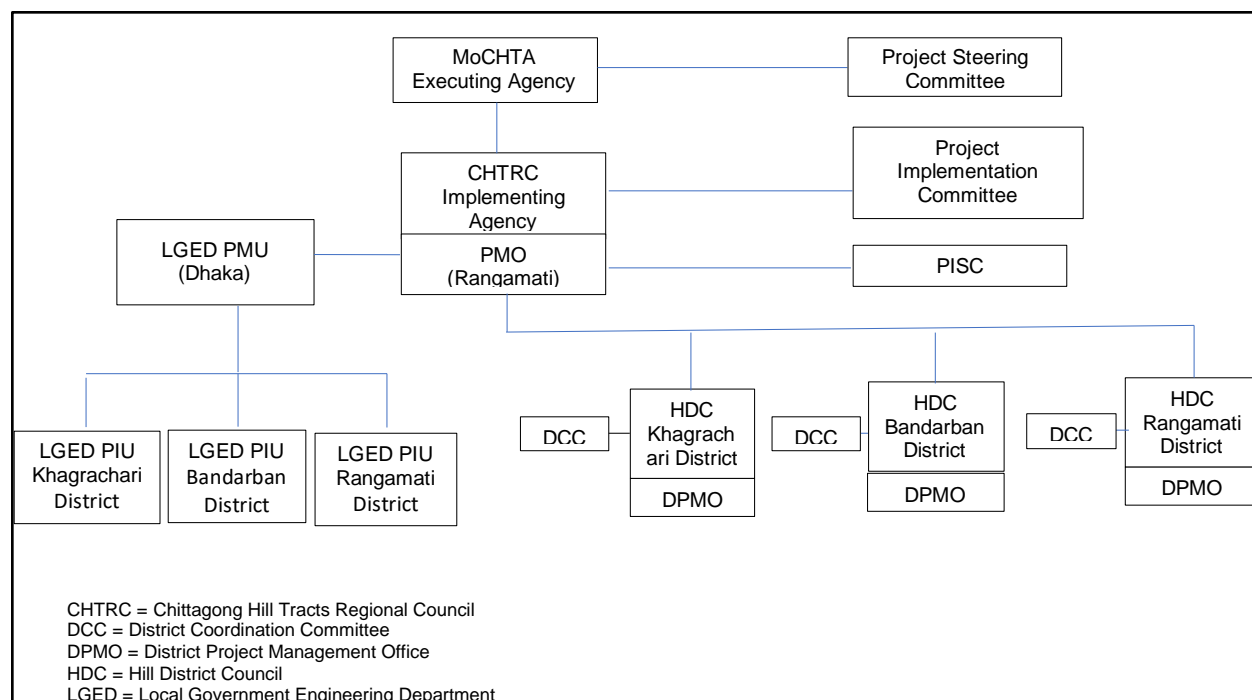 MoCHTA
Executing Agency
Project Steering
Committee
CHTRC
Implementing
Agency
Project
Implementation
Committee
LGED PMU
(Dhaka)
PMO
(Rangamati)
PISC
LGED PIU
Khagrachari
District
LGED PIU
Bandarban
District
LGED PIU
Rangamati
District
DCC
HDC
Khagrach
ari District
DPMO
DCC
HDC
Bandarban
District
DPMO
DCC
HDC
Rangamati
District
DPMO
CHTRC = Chittagong Hill Tracts Regional Council
DCC = District Coordination Committee
DPMO = District Project Management Office
HDC = Hill District Council
LGED = Local Government Engineering Department